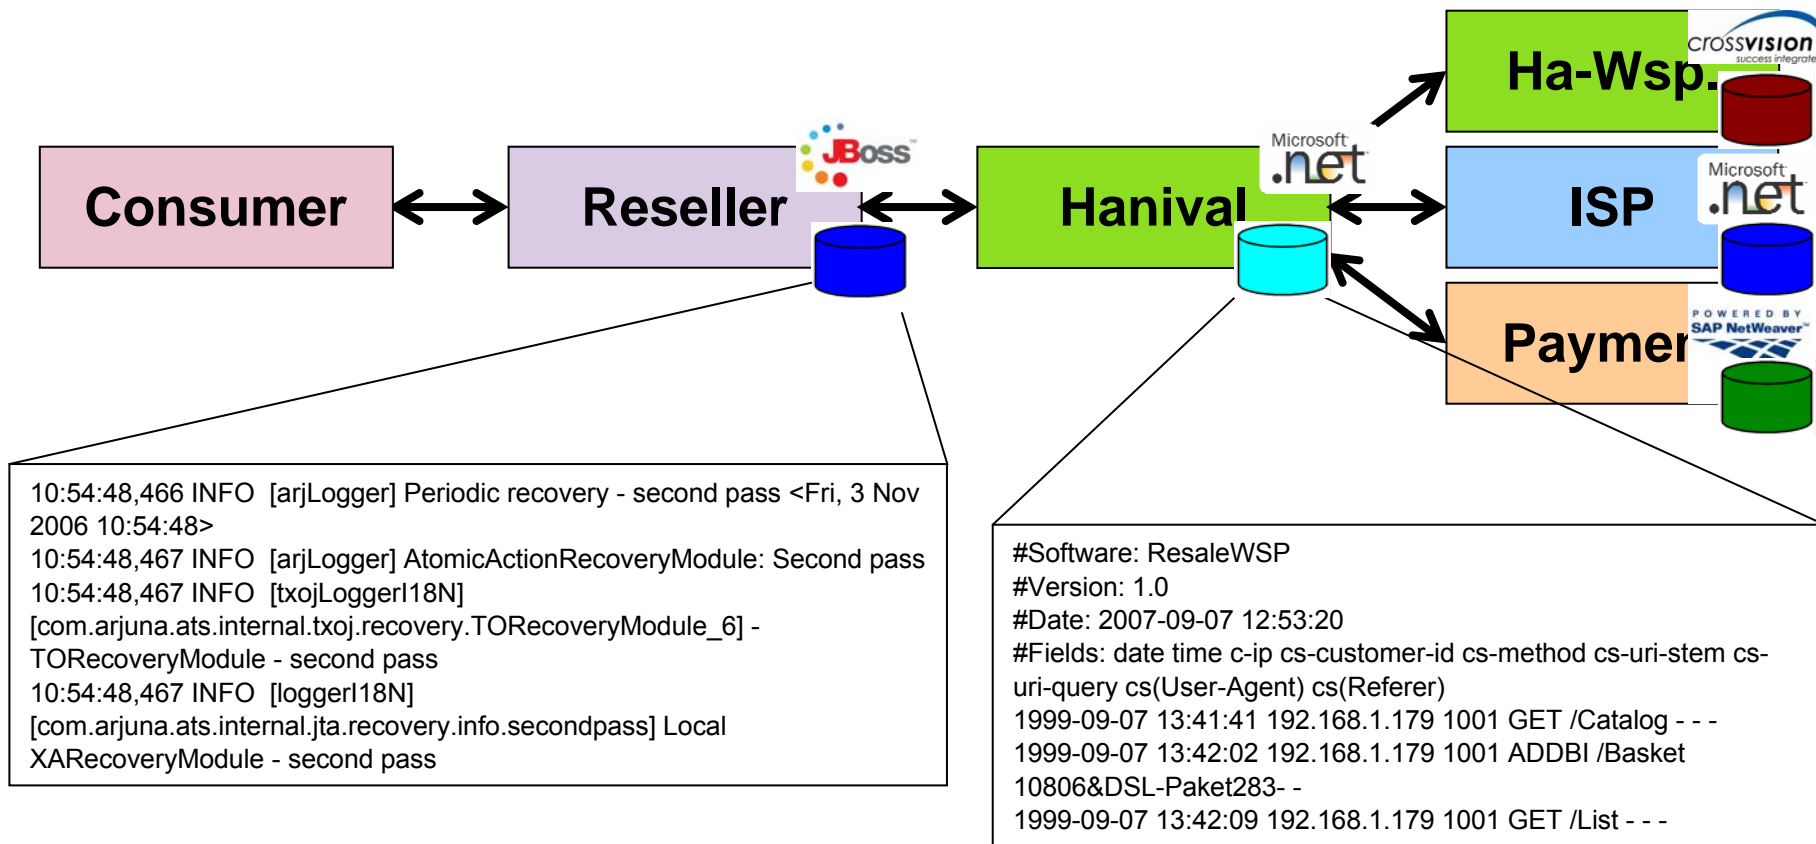 crossvision
success integrate
Ha-Wsp.
JBoss
Microsoft
.net
Microsoft
.net
Consumer
Reseller
Hanival
ISP
POWERED BY
SAP NetWeaver™
Paymen
10:54:48,466 INFO  [arjLogger] Periodic recovery - second pass <Fri, 3 Nov
2006 10:54:48>
10:54:48,467 INFO  [arjLogger] AtomicActionRecoveryModule: Second pass
10:54:48,467 INFO  [txojLoggerI18N]
[com.arjuna.ats.internal.txoj.recovery.TORecoveryModule_6] -
TORecoveryModule - second pass
10:54:48,467 INFO  [loggerI18N]
[com.arjuna.ats.internal.jta.recovery.info.secondpass] Local
XARecoveryModule - second pass
#Software: ResaleWSP
#Version: 1.0
#Date: 2007-09-07 12:53:20
#Fields: date time c-ip cs-customer-id cs-method cs-uri-stem cs-
uri-query cs(User-Agent) cs(Referer)
1999-09-07 13:41:41 192.168.1.179 1001 GET /Catalog - - -
1999-09-07 13:42:02 192.168.1.179 1001 ADDBI /Basket
10806&DSL-Paket283- -
1999-09-07 13:42:09 192.168.1.179 1001 GET /List - - -